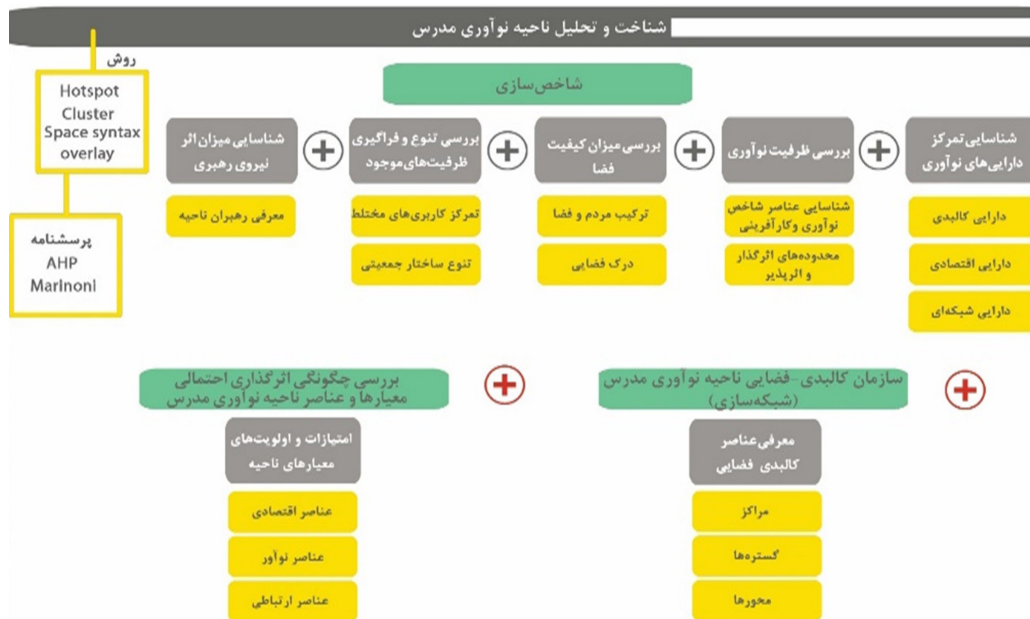 شناخت و تحلیل ناحیه نوآوری مدرس
روش
Hotspot
Cluster
Space syntax
overlay
پرسشنامه
AHP
Marinoni
شاخص‌سازی
شناسایی تمرکز
دارایی‌های نوآوری
دارایی کالبدی
دارایی اقتصادی
دارایی شبکه‌ای
بررسی ظرفیت نوآوری
شناسایی عناصر شاخص
نوآوری وکارآفرینی
محدوده‌های اثرگذار
و اثرپذیر
بررسی میزان کیفیت
فضا
ترکیب مردم و فضا
درک فضایی
بررسی تنوع و فراگیری
ظرفیت‌های‌موجود
تمرکز کاربری‌های مختلط
تنوع ساختار جمعیتی
شناسایی میزان‌اثر
نیروی رهبری
معرفی رهبران ناحیه
سازمان کالبدی-فضایی ناحیه نوآوری مدرس
(شبکه‌سازی)
معرفی‌عناصر
کالبدی فضایی
مراکز
گستره‌ها
محورها
بررسی چگونگی اثرگذاری احتمالی
معیارها و عناصر ناحیه نوآوری مدرس
امتیازات و اولویت‌های
معیارهای ناحیه
عناصر اقتصادی
عناصر نوآور
عناصر ارتباطی